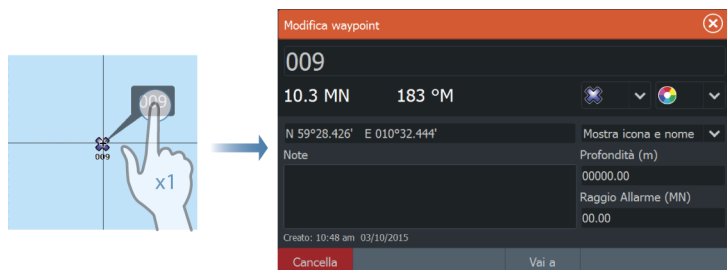 009
009
x1
Modifica waypoint
009
10.3 MN 183 °M
N 59°28.426' E 010°32.444'
Mostra icona e nome
Note
Profondità (m)
00000.00
Raggio Allarme (MN)
00.00
Creato: 10:48 am 03/10/2015
Cancella
Vai a